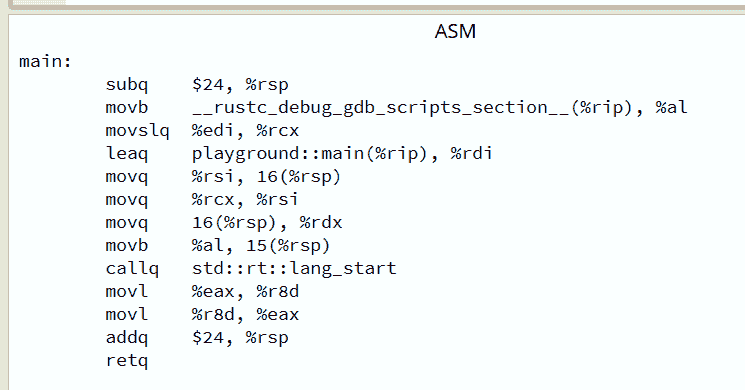 ASM
main:
        subq    $24, %rsp
        movb    __rustc_debug_gdb_scripts_section__(%rip), %al
        movslq  %edi, %rcx
        leaq    playground::main(%rip), %rdi
        movq    %rsi, 16(%rsp)
        movq    %rcx, %rsi
        movq    16(%rsp), %rdx
        movb    %al, 15(%rsp)
        callq   std::rt::lang_start
        movl    %eax, %r8d
        movl    %r8d, %eax
        addq    $24, %rsp
        retq